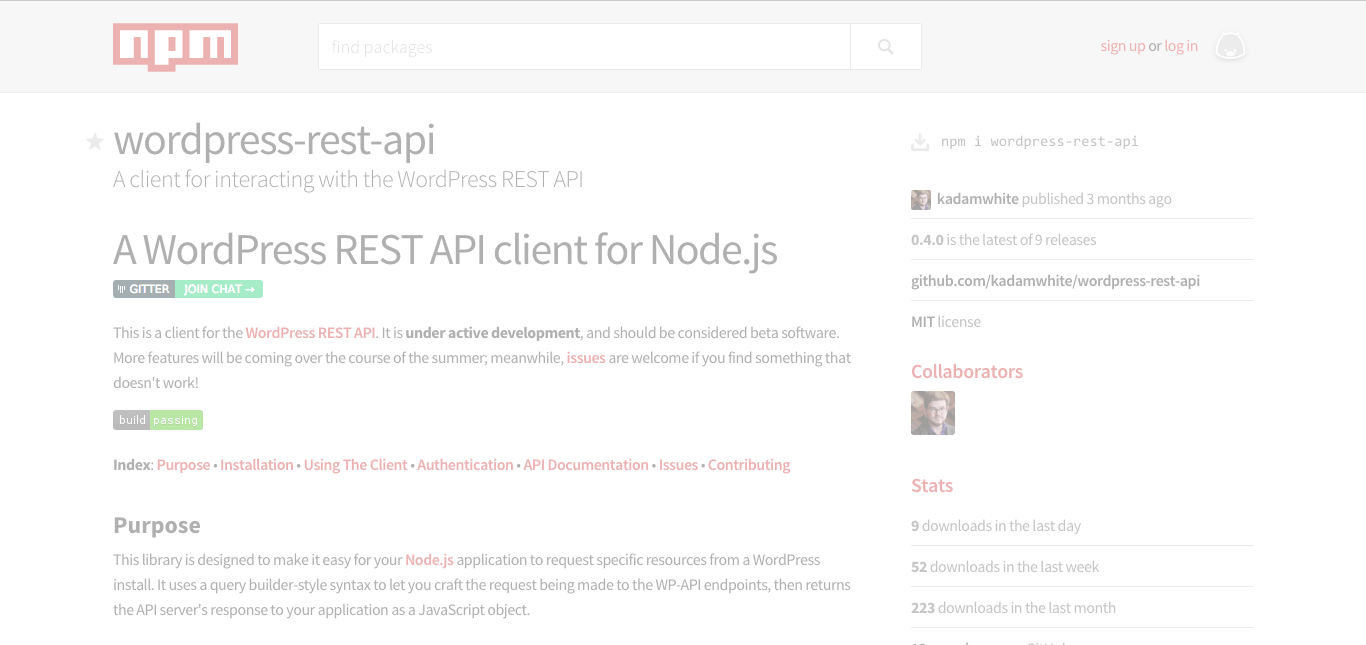 npm
find packages
sign up or log in
wordpress-rest-api
A client for interacting with the WordPress REST API
A WordPress REST API client for Node.js
GITTER JOIN CHAT →
This is a client for the WordPress REST API. It is under active development, and should be considered beta software.
More features will be coming over the course of the summer; meanwhile, issues are welcome if you find something that
doesn't work!
build passing
Index: Purpose • Installation • Using The Client • Authentication • API Documentation • Issues • Contributing
Purpose
This library is designed to make it easy for your Node.js application to request specific resources from a WordPress
install. It uses a query builder-style syntax to let you craft the request being made to the WP-API endpoints, then returns
the API server's response to your application as a JavaScript object.
npm i wordpress-rest-api
kadamwhite published 3 months ago
0.4.0 is the latest of 9 releases
github.com/kadamwhite/wordpress-rest-api
MIT license
Collaborators
Stats
9 downloads in the last day
52 downloads in the last week
223 downloads in the last month